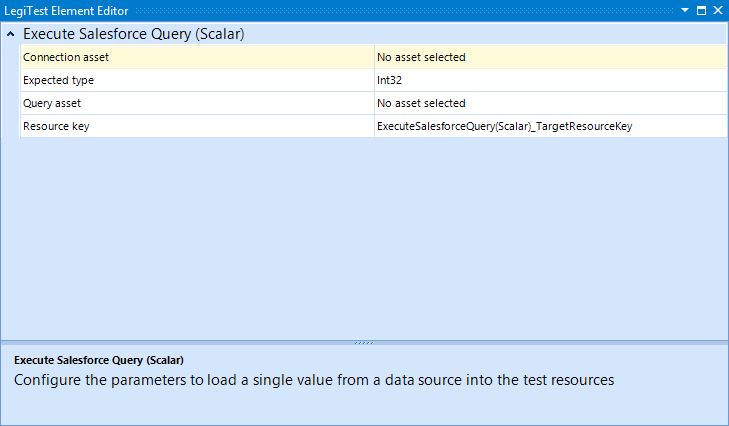 LegiTest Element Editor
Execute Salesforce Query (Scalar)
Connection asset No asset selected
Expected type Int32
Query asset No asset selected
Resource key ExecuteSalesforceQuery(Scalar)_TargetResourceKey
Execute Salesforce Query (Scalar)
Configure the parameters to load a single value from a data source into the test resources